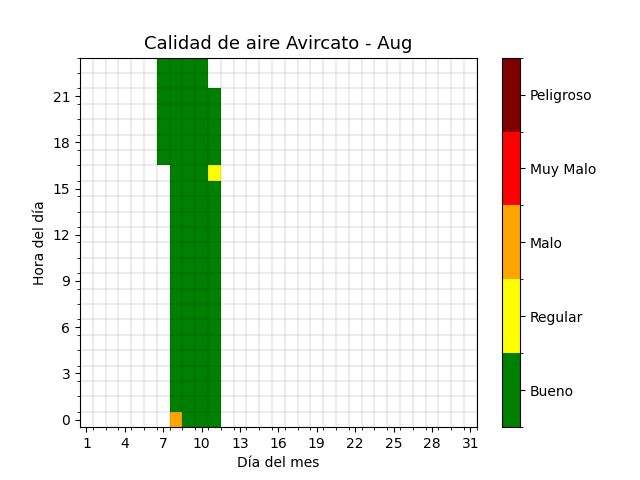 Calidad de aire Avircato - Aug
21
18
15
12
9
6
3
0
Hora del día
1 4 7 10 13 16 19 22 25 28 31
Día del mes
Peligroso
Muy Malo
Malo
Regular
Bueno